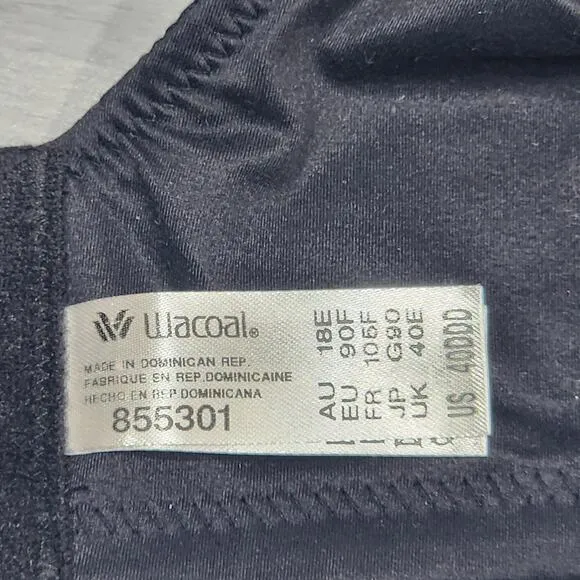 Wacoal®
MADE IN DOMINICAN REP.
FABRIQUE EN REP.DOMINICAINE
HECHO EN REP.DOMINICANA
855301
AU 18E
EU 90F
FR 105F
JP G90
UK 40E
US 40DDD